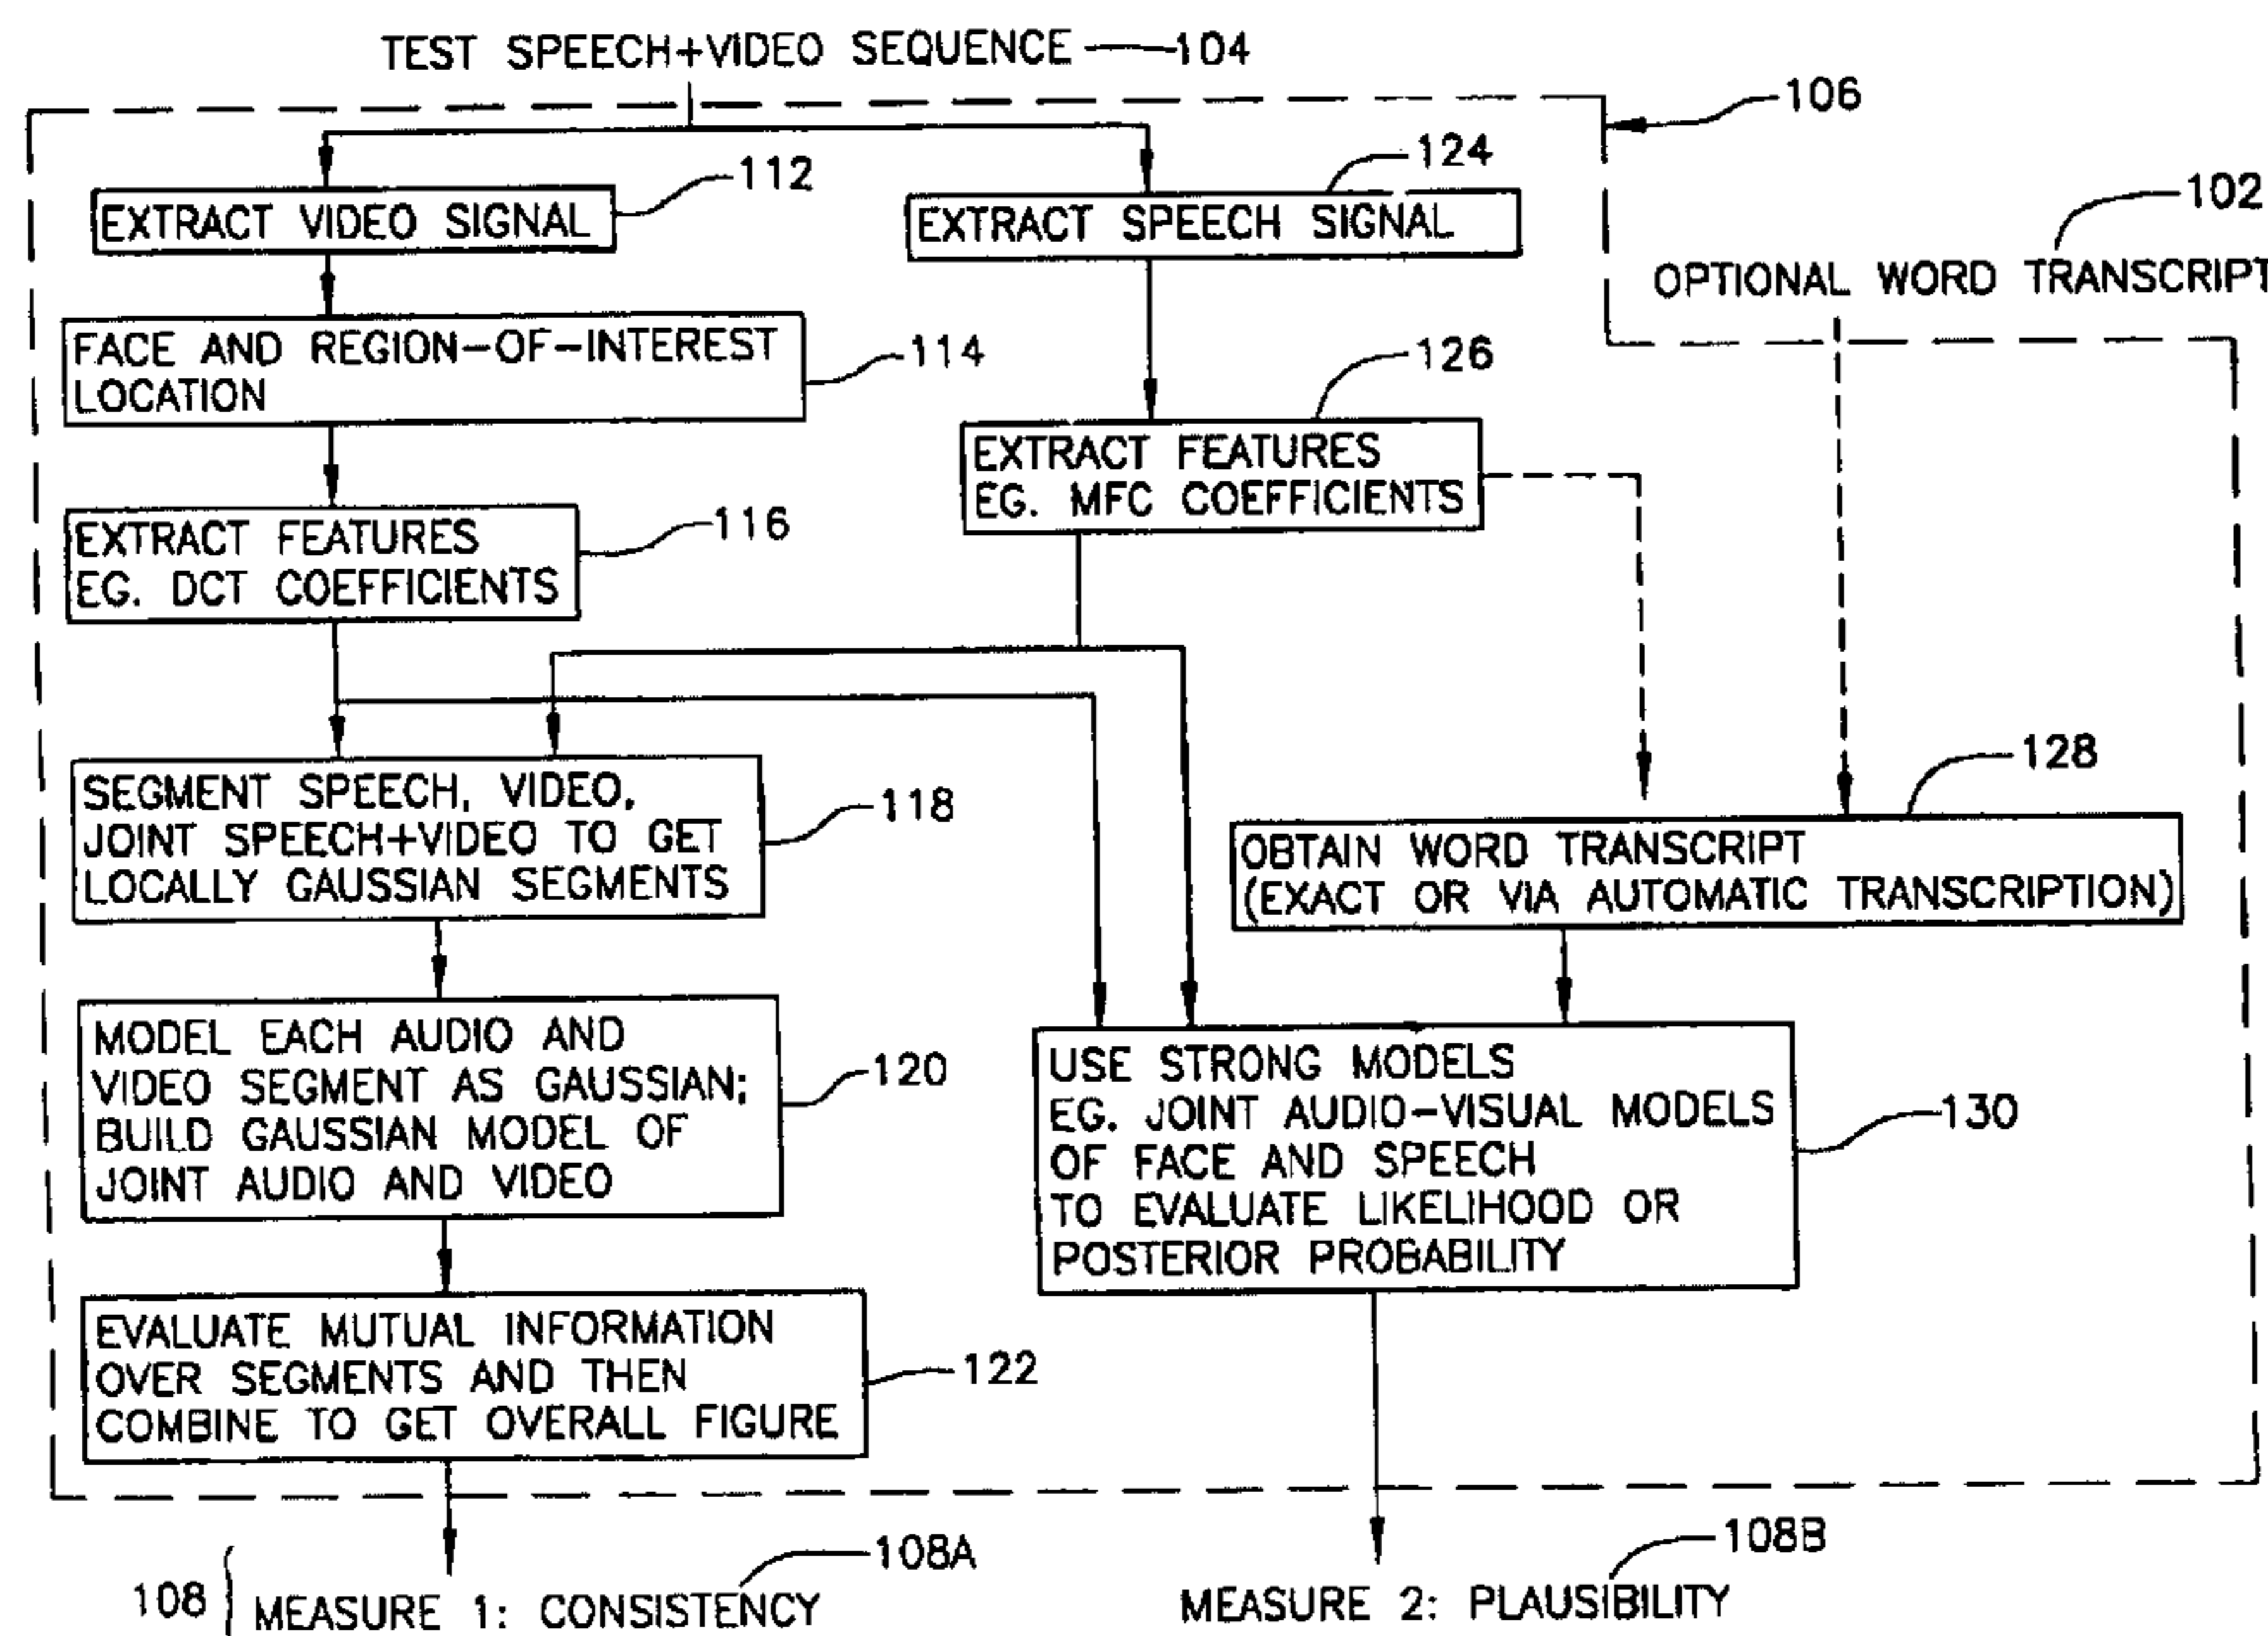 TEST SPEECH+VIDEO SEQUENCE 104
106
112
124
102
EXTRACT VIDEO SIGNAL
EXTRACT SPEECH SIGNAL
OPTIONAL WORD TRANSCRIPT
FACE AND REGION-OF-INTEREST
LOCATION
114
126
EXTRACT FEATURES
EG. MFC COEFFICIENTS
EXTRACT FEATURES
EG. DCT COEFFICIENTS
116
SEGMENT SPEECH, VIDEO,
JOINT SPEECH+VIDEO TO GET
LOCALLY GAUSSIAN SEGMENTS
118
128
OBTAIN WORD TRANSCRIPT
(EXACT OR VIA AUTOMATIC TRANSCRIPTION)
MODEL EACH AUDIO AND
VIDEO SEGMENT AS GAUSSIAN;
BUILD GAUSSIAN MODEL OF
JOINT AUDIO AND VIDEO
120
USE STRONG MODELS
EG. JOINT AUDIO-VISUAL MODELS
OF FACE AND SPEECH
TO EVALUATE LIKELIHOOD OR
POSTERIOR PROBABILITY
130
EVALUATE MUTUAL INFORMATION
OVER SEGMENTS AND THEN
COMBINE TO GET OVERALL FIGURE
122
108A
108B
108
MEASURE 1: CONSISTENCY
MEASURE 2: PLAUSIBILITY